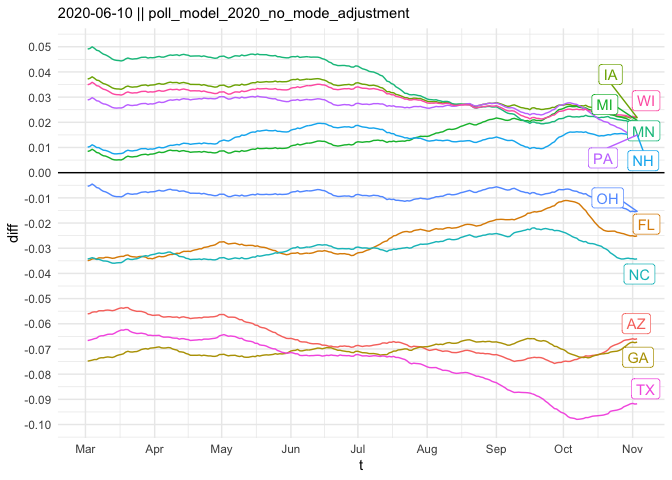 2020-06-10 || poll_model_2020_no_mode_adjustment
0.05
0.04
0.03
0.02
0.01
0.00
-0.01
-0.02
-0.03
-0.04
-0.05
-0.06
-0.07
-0.08
-0.09
-0.10
diff
IA
WI
MI
MN
PA
NH
OH
FL
NC
AZ
GA
TX
Mar Apr May Jun Jul Aug Sep Oct Nov
t